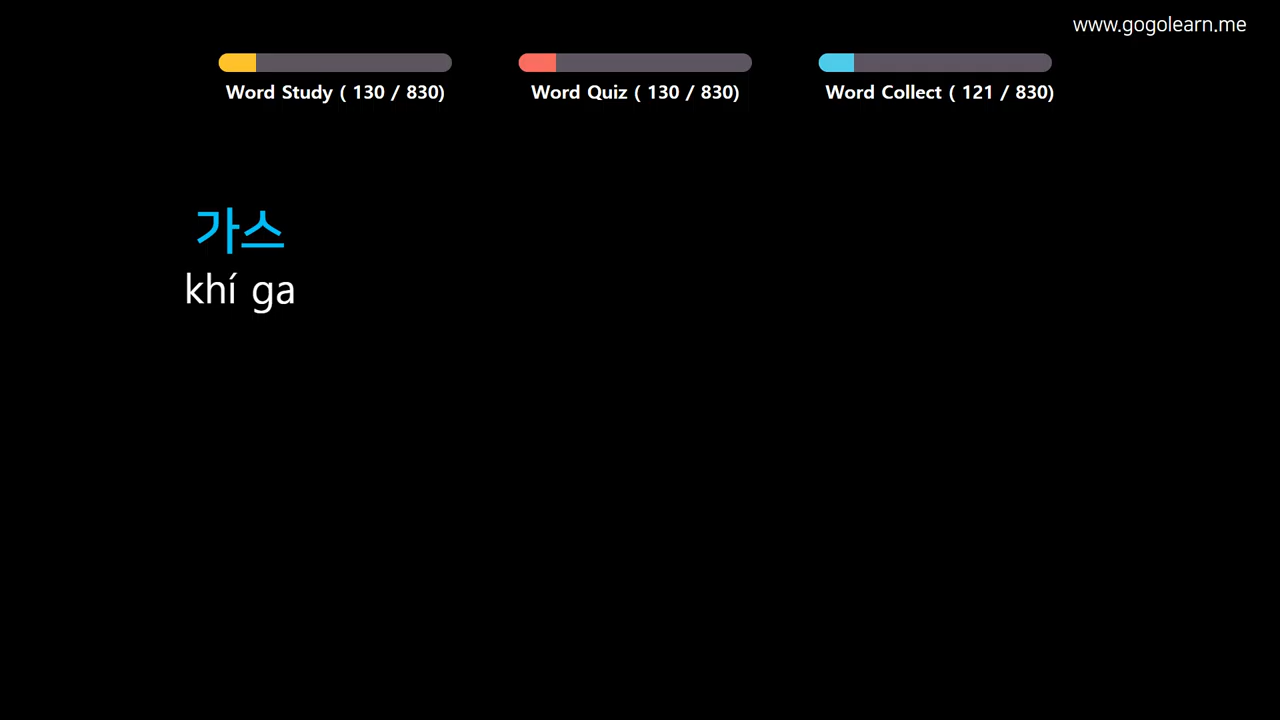 www.gogolearn.me
Word Study ( 130 / 830)
Word Quiz ( 130 / 830)
Word Collect ( 121 / 830)
가스
khí ga